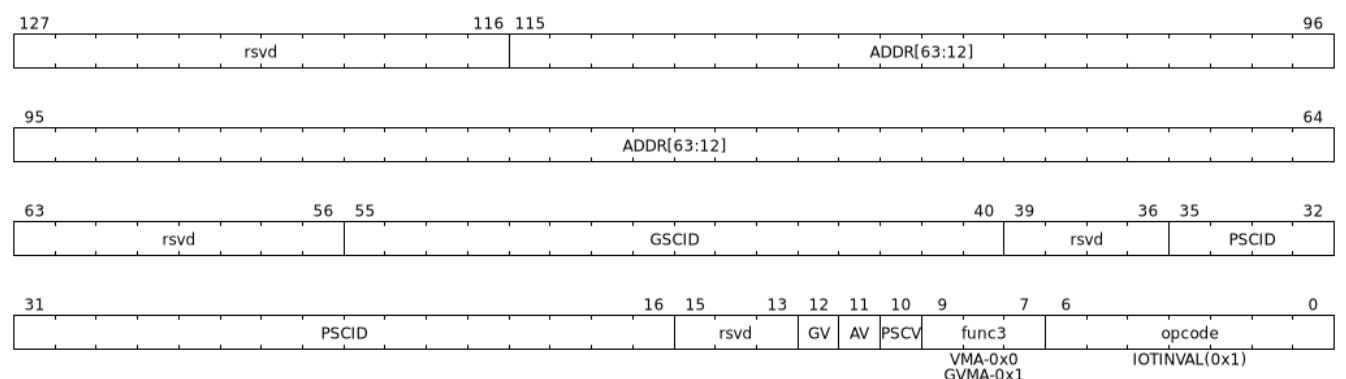 127 116 115 96
rsvd ADDR[63:12]
95 64
ADDR[63:12]
63 56 55 40 39 36 35 32
rsvd GSCID rsvd PSCID
31 16 15 13 12 11 10 9 7 6 0
PSCID rsvd GV AV PSCV func3 opcode
VMA-0x0 IOTINVAL(0x1)
GVMA-0x1